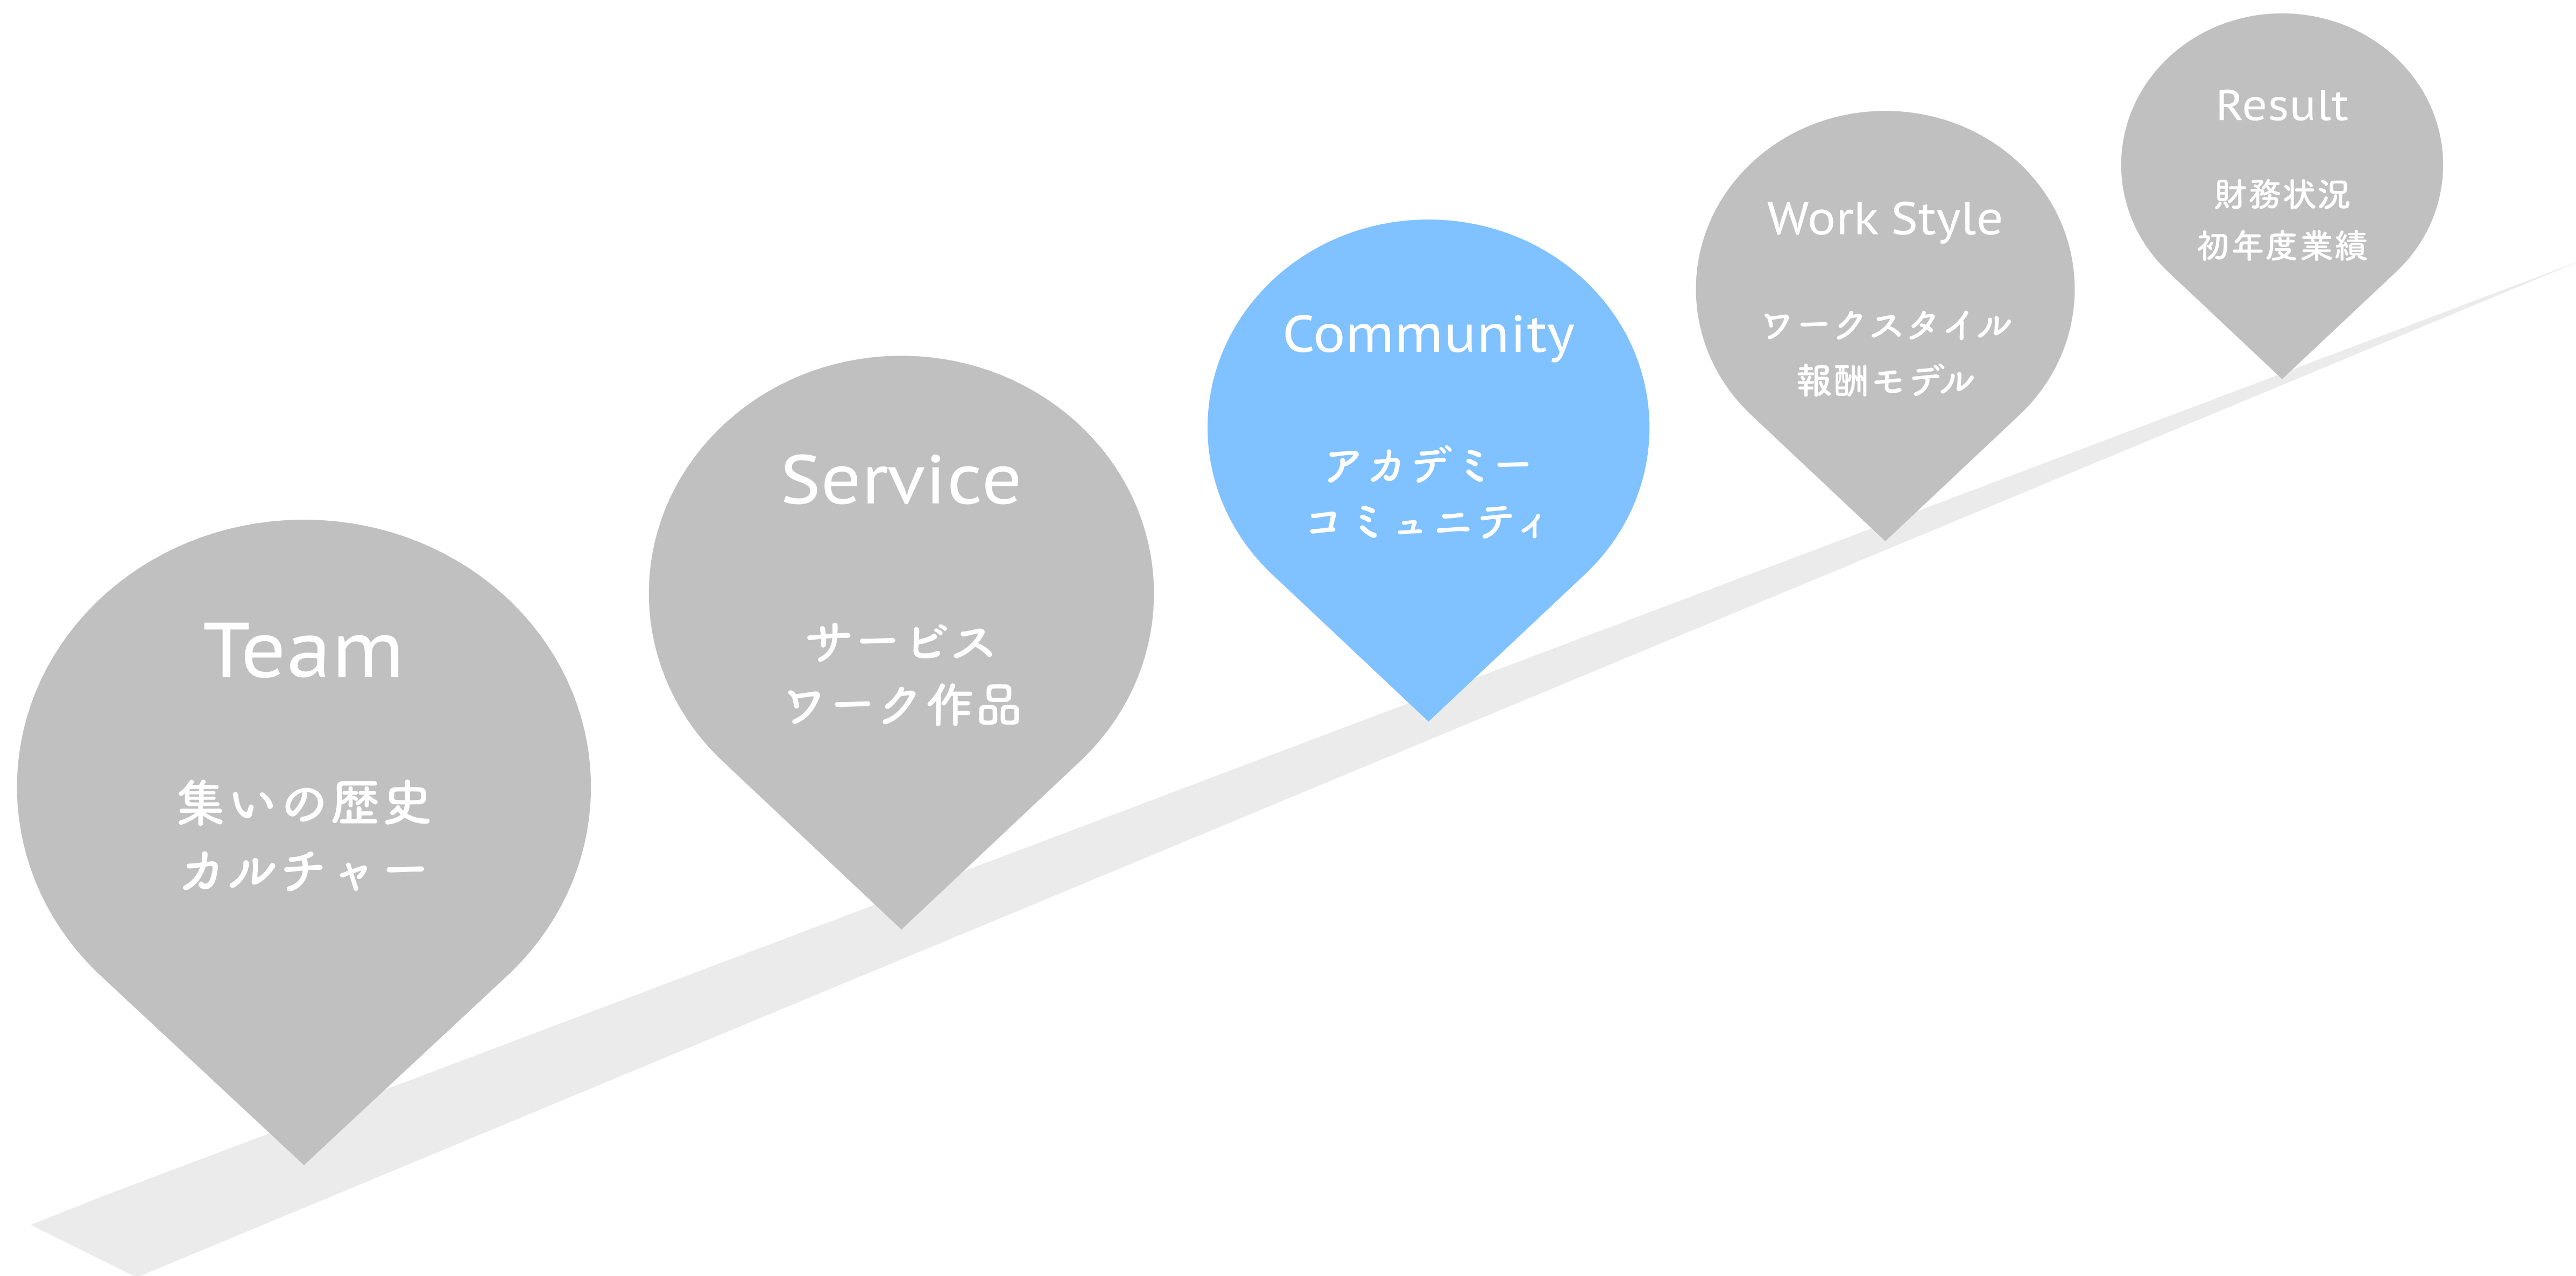 Team
集いの歴史
カルチャー
Service
サービス
ワーク作品
Community
アカデミー
コミュニティ
Work Style
ワークスタイル
報酬モデル
Result
財務状況
初年度業績